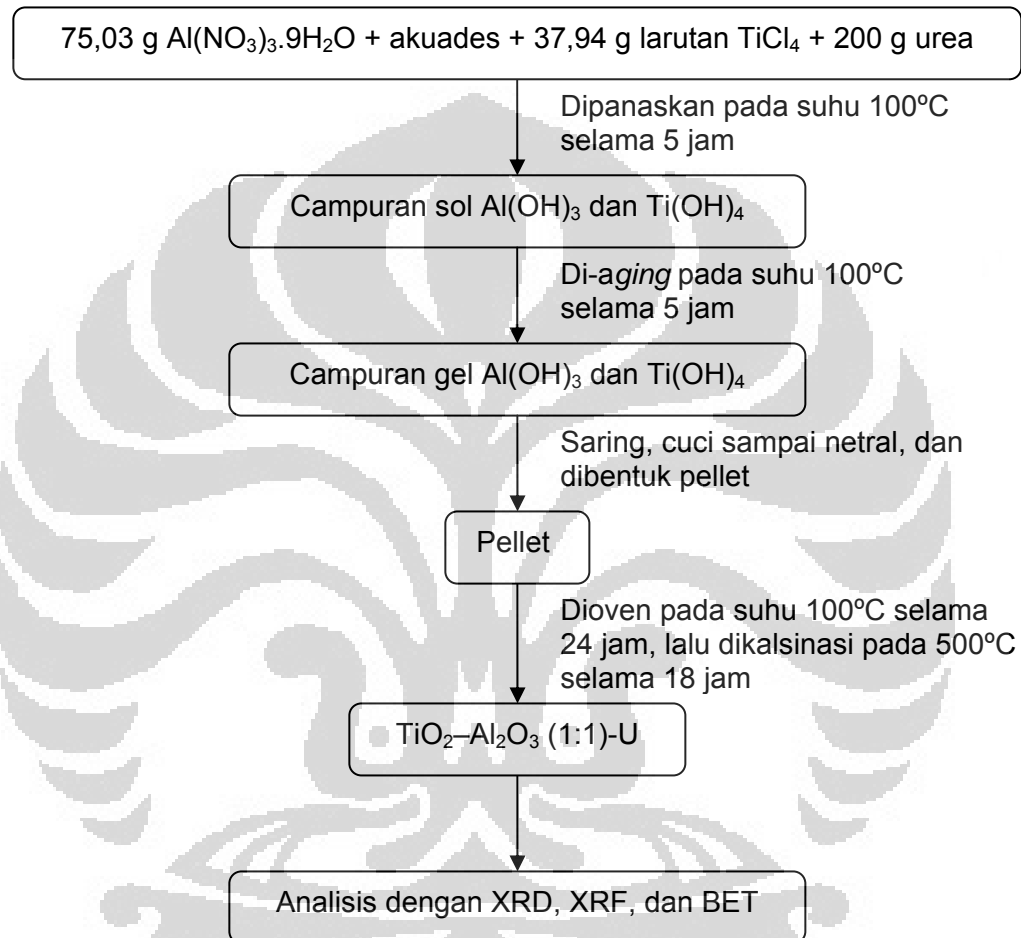 75,03 g Al(NO₃)₃.9H₂O + akuades + 37,94 g larutan TiCl₄ + 200 g urea
Dipanaskan pada suhu 100ºC
selama 5 jam
Campuran sol Al(OH)₃ dan Ti(OH)₄
Di-aging pada suhu 100ºC
selama 5 jam
Campuran gel Al(OH)₃ dan Ti(OH)₄
Saring, cuci sampai netral, dan
dibentuk pellet
Pellet
Dioven pada suhu 100ºC selama
24 jam, lalu dikalsinasi pada 500ºC
selama 18 jam
TiO₂–Al₂O₃ (1:1)-U
Analisis dengan XRD, XRF, dan BET